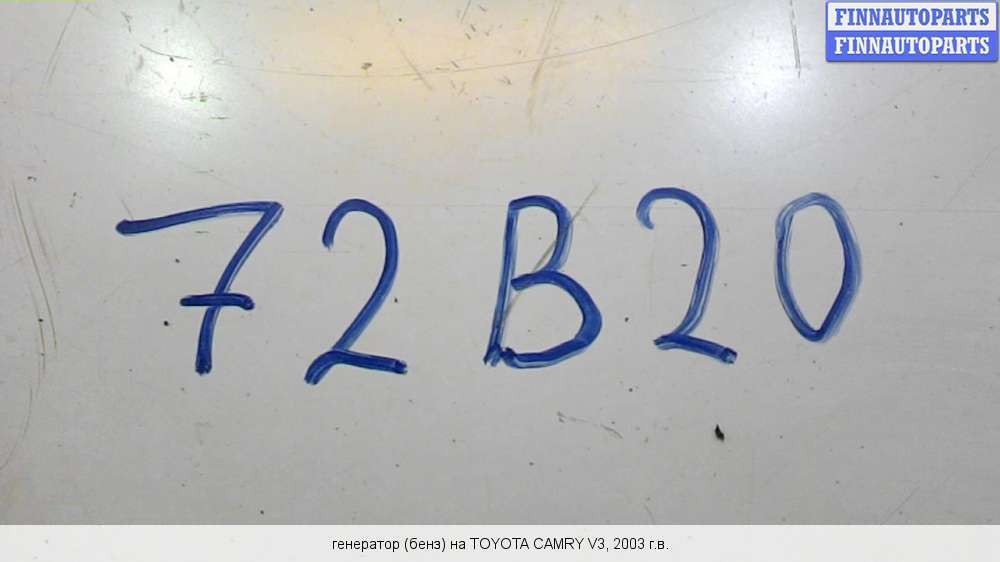 FINNAUTOPARTS
FINNAUTOPARTS
72B20
генератор (бенз) на TOYOTA CAMRY V3, 2003 г.в.